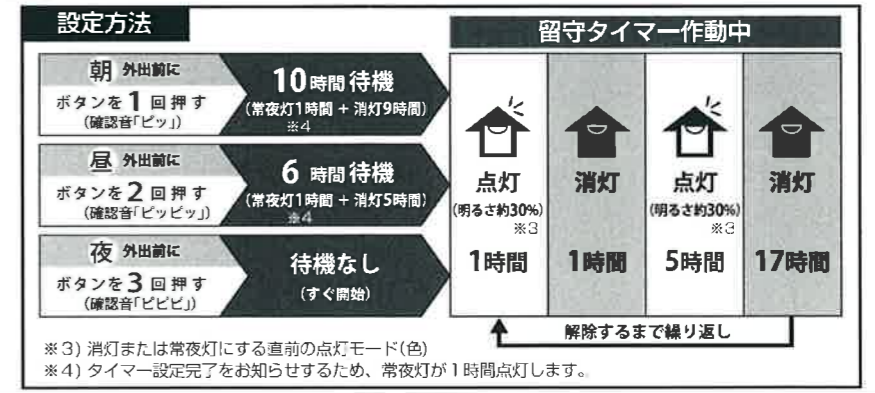 設定方法
留守タイマー作動中
朝 外出前に
ボタンを1回押す
(確認音「ピッ」)
10時間待機
(常夜灯1時間 + 消灯9時間)
※4
昼 外出前に
ボタンを2回押す
(確認音「ピッピッ」)
6時間待機
(常夜灯1時間 + 消灯5時間)
※4
夜 外出前に
ボタンを3回押す
(確認音「ピピピ」)
待機なし
(すぐ開始)
点灯
(明るさ約30%)
※3
1時間
消灯
1時間
点灯
(明るさ約30%)
※3
5時間
消灯
17時間
解除するまで繰り返し
※3) 消灯または常夜灯にする直前の点灯モード(色)
※4) タイマー設定完了をお知らせするため、常夜灯が1時間点灯します。